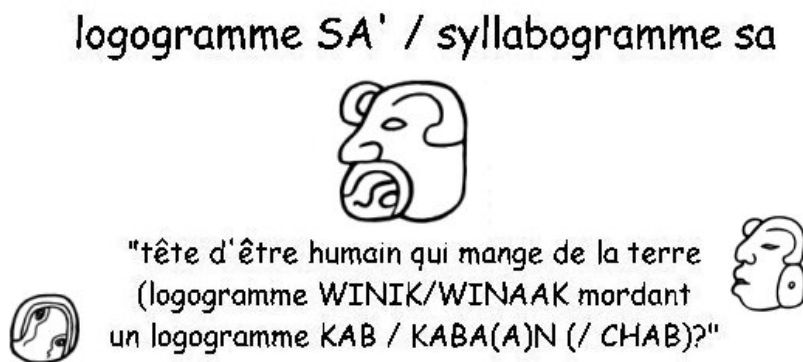 logogramme SA' / syllabogramme sa
"tête d'être humain qui mange de la terre
(logogramme WINIK/WINAAK mordant
un logogramme KAB / KABA(A)N (/ CHAB)?"